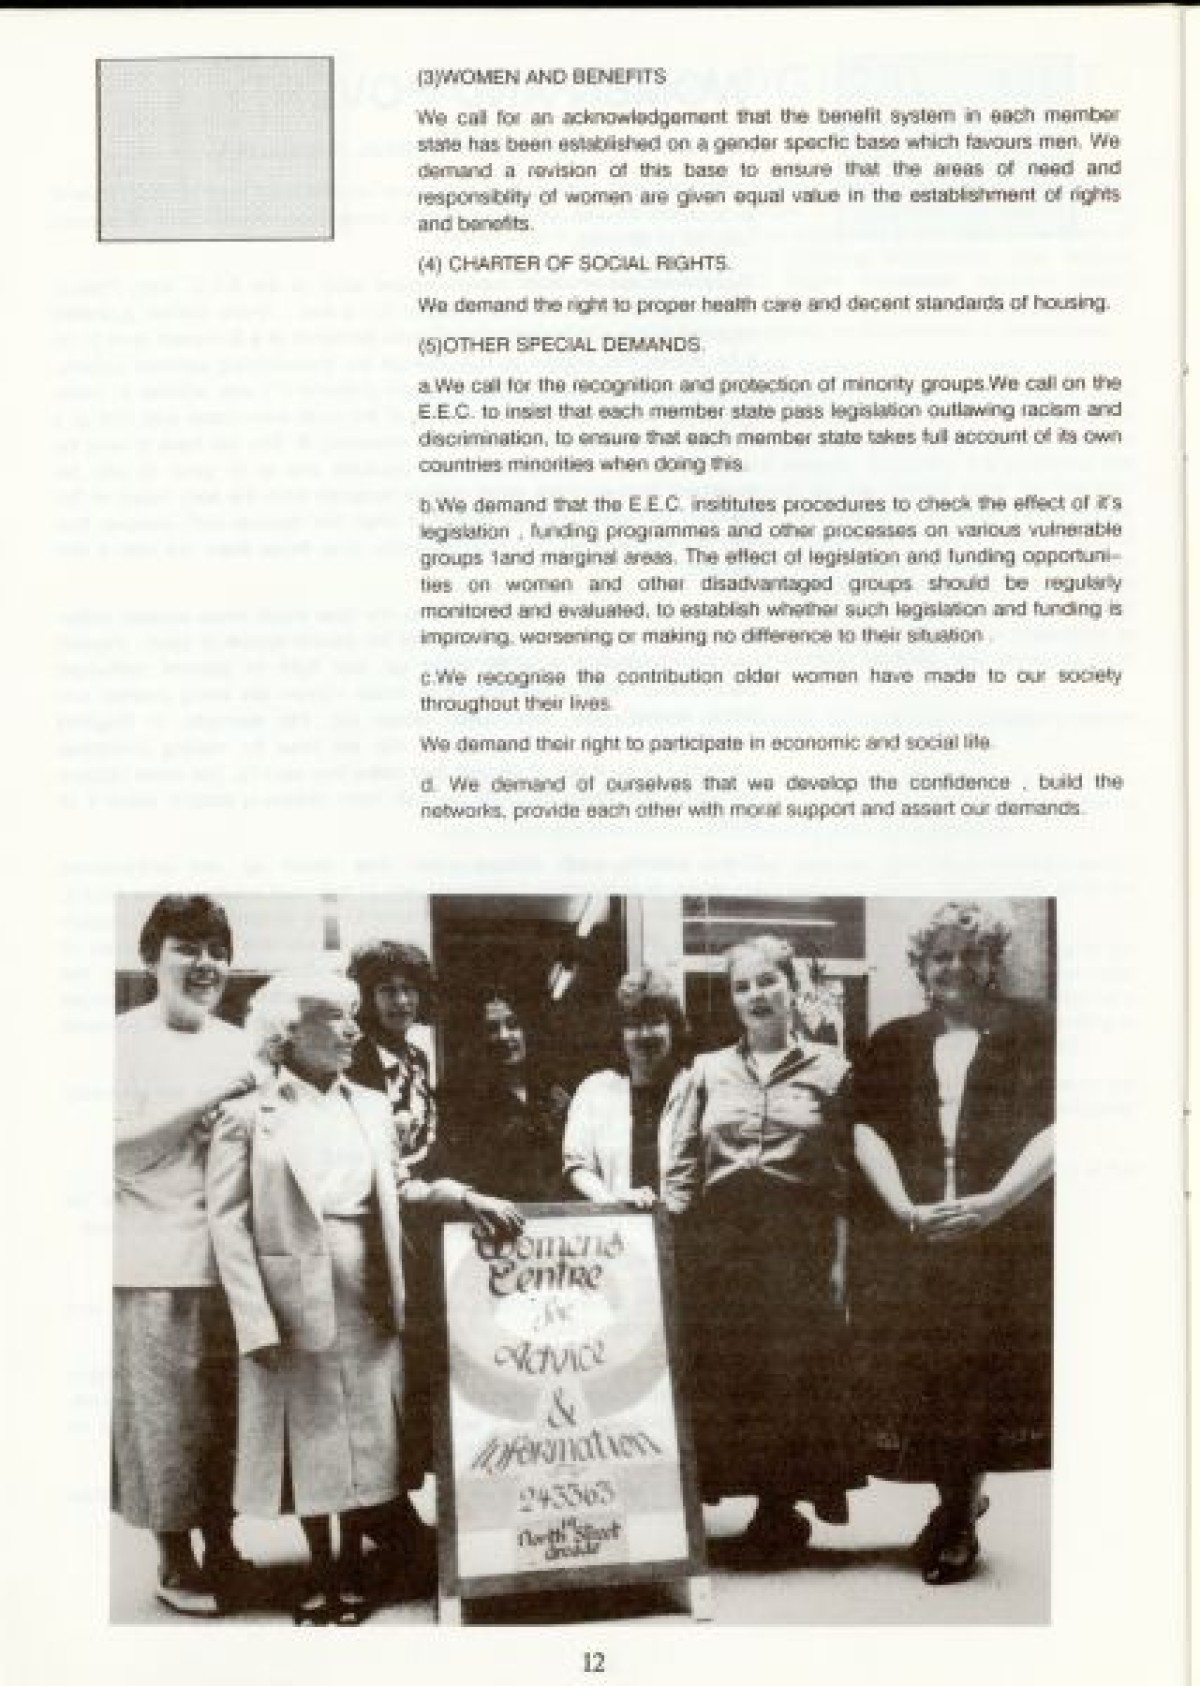 (3)WOMEN AND BENEFITS
We call for an acknowledgement that the benefit system in each member
state has been established on a gender specfic base which favours men. We
demand a revision of this base to ensure that the areas of need and
responsiblity of women are given equal value in the establishment of rights
and benefits.
(4) CHARTER OF SOCIAL RIGHTS.
We demand the right to proper health care and decent standards of housing.
(5)OTHER SPECIAL DEMANDS.
a.We call for the recognition and protection of minority groups.We call on the
E.E.C. to insist that each member state pass legislation outlawing racism and
discrimination, to ensure that each member state takes full account of its own
countries minorities when doing this.
b.We demand that the E.E.C. insititutes procedures to check the effect of it's
legislation , funding programmes and other processes on various vulnerable
groups 1and marginal areas. The effect of legislation and funding opportuni-
ties on women and other disadvantaged groups should be regularly
monitored and evaluated, to establish whether such legislation and funding is
improving, worsening or making no difference to their situation .
c.We recognise the contribution older women have made to our society
throughout their lives.
We demand their right to participate in economic and social life.
d. We demand of ourselves that we develop the confidence , build the
networks, provide each other with moral support and assert our demands.
Womens
Centre
for
Advice
&
Information
243363
19
North Street
Arcade
12